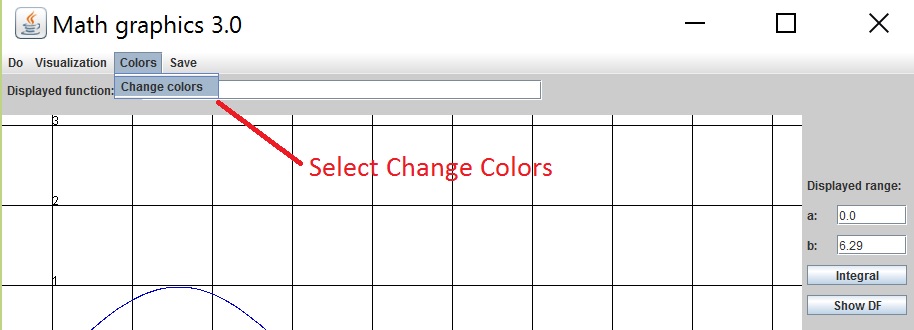 Math graphics 3.0
Do Visualization Colors Save
Change colors
Displayed function:
3
Select Change Colors
Displayed range:
2
a: 0.0
b: 6.29
Integral
1
Show DF